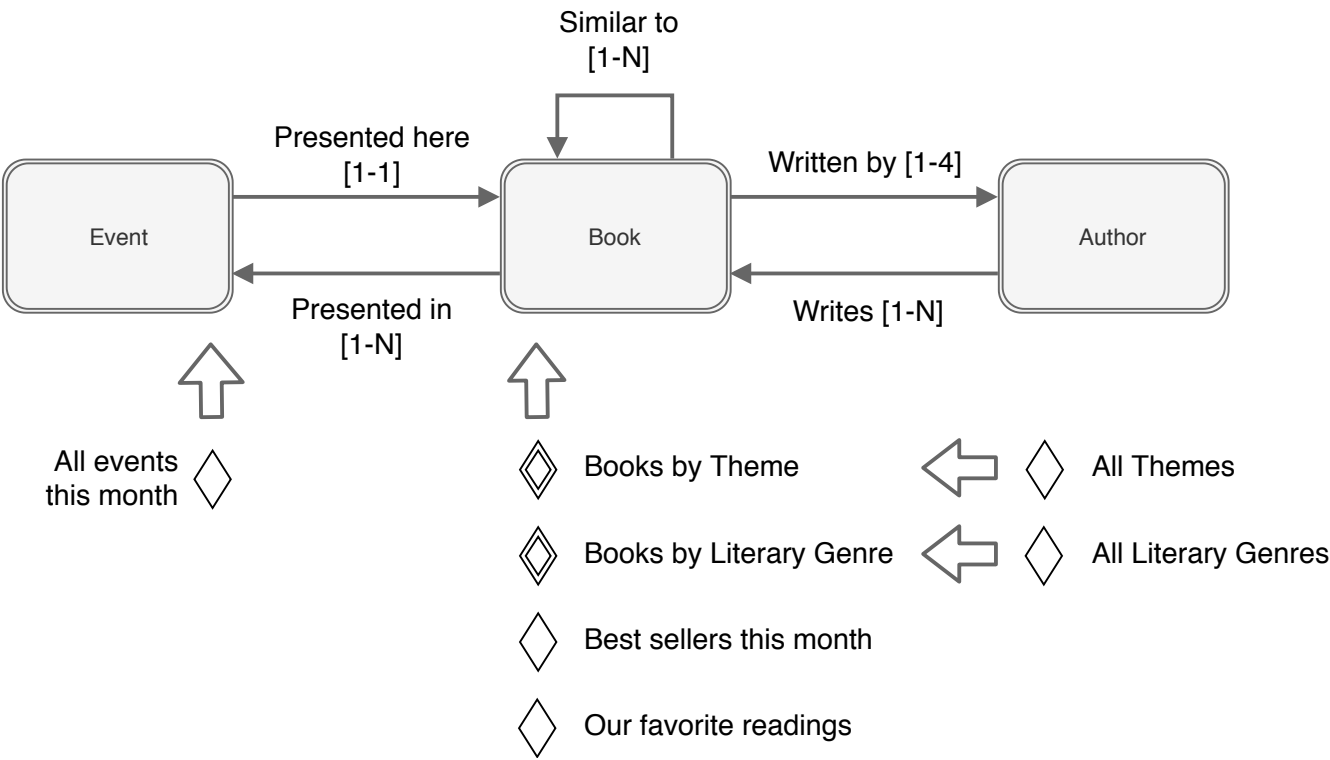 Similar to
[1-N]
Presented here
[1-1]
Written by [1-4]
Event
Book
Author
Presented in
[1-N]
Writes [1-N]
All events
this month
Books by Theme
All Themes
Books by Literary Genre
All Literary Genres
Best sellers this month
Our favorite readings